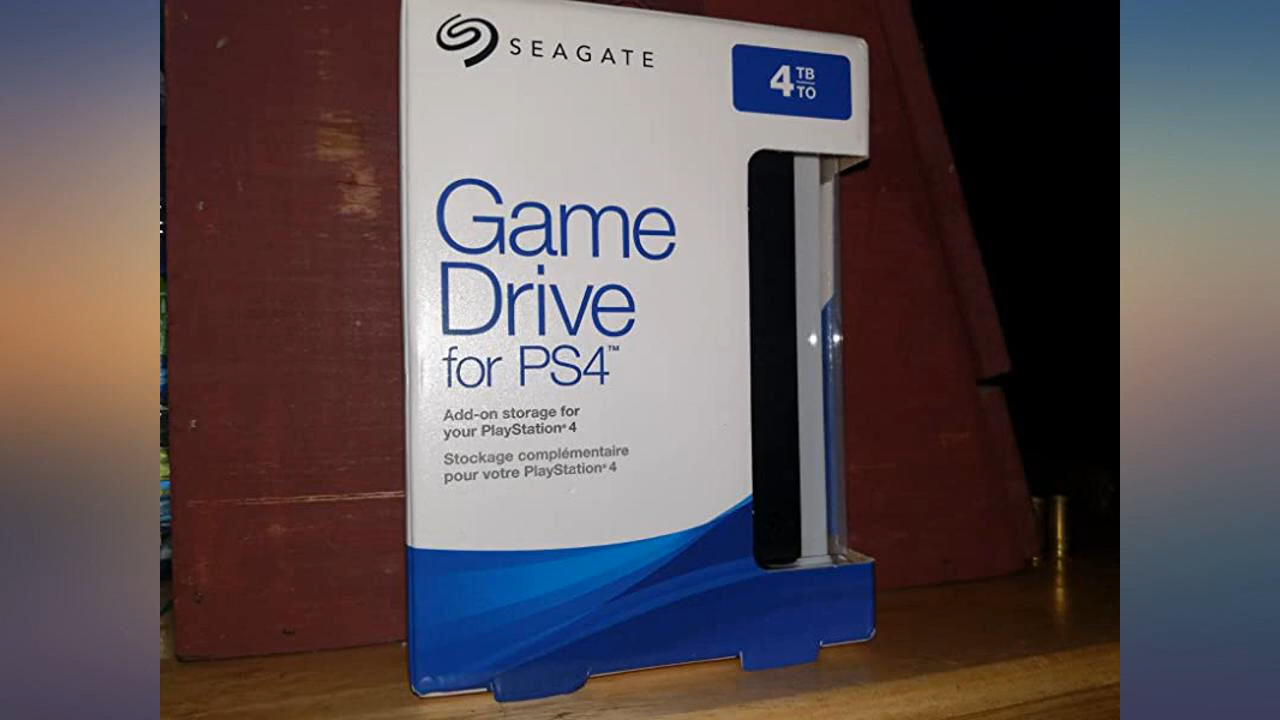 SEAGATE
4 TB
TO
Game
Drive
for PS4™
Add-on storage for
your PlayStation®4
Stockage complémentaire
pour votre PlayStation®4